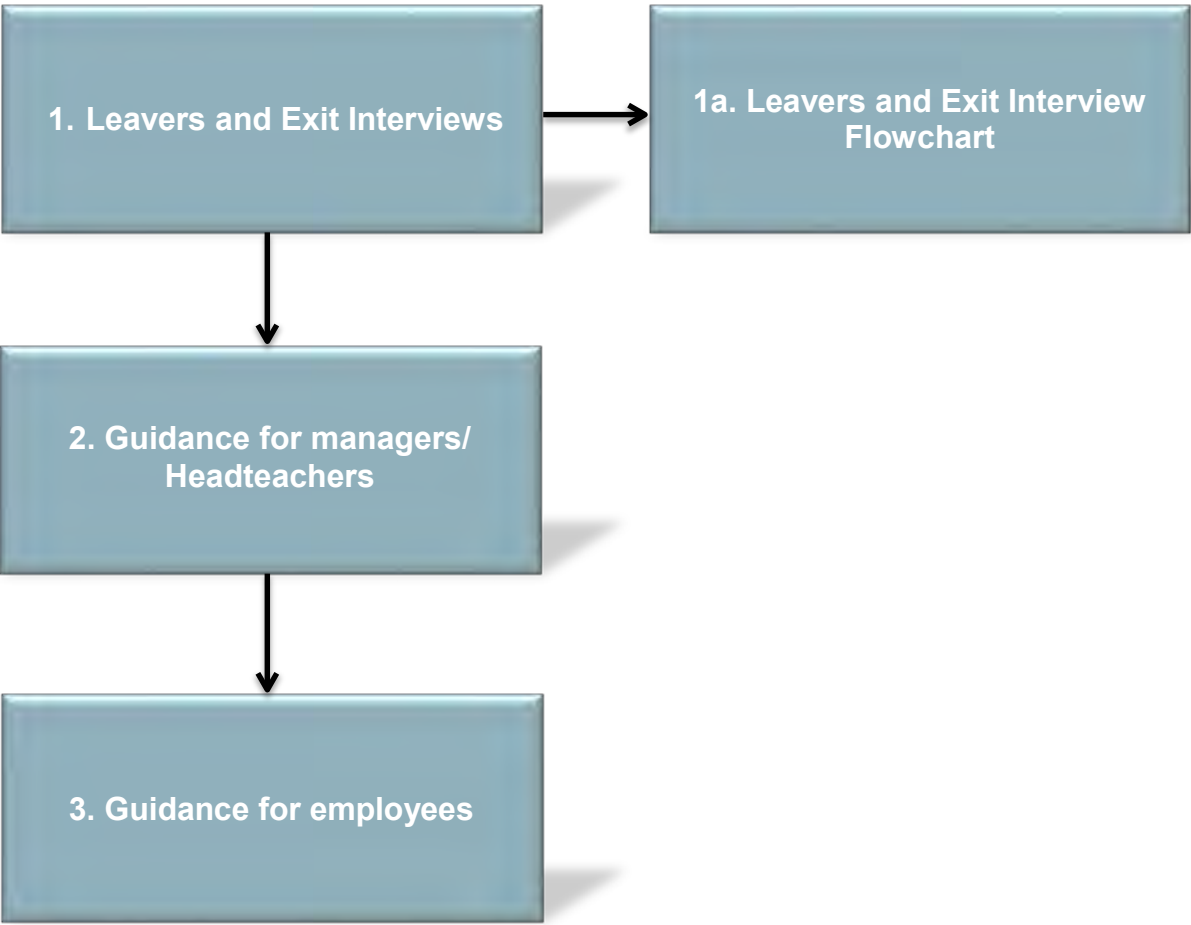 1. Leavers and Exit Interviews
1a. Leavers and Exit Interview
Flowchart
2. Guidance for managers/
Headteachers
3. Guidance for employees